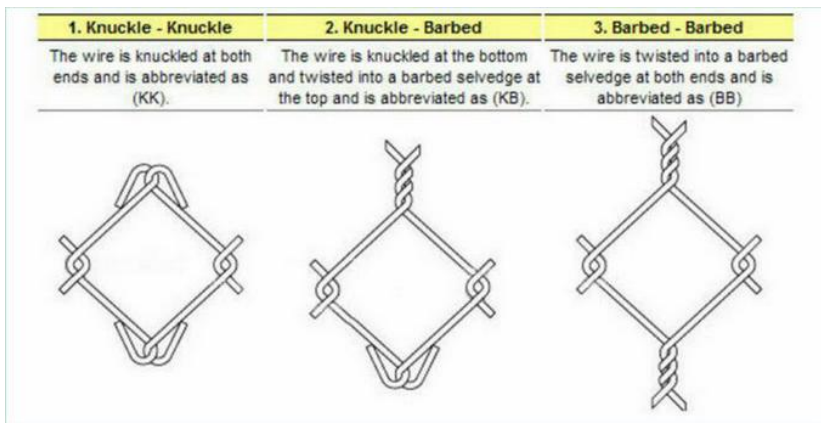 1. Knuckle - Knuckle
The wire is knuckled at both
ends and is abbreviated as
(KK).
2. Knuckle - Barbed
The wire is knuckled at the bottom
and twisted into a barbed selvedge at
the top and is abbreviated as (KB).
3. Barbed - Barbed
The wire is twisted into a barbed
selvedge at both ends and is
abbreviated as (BB)